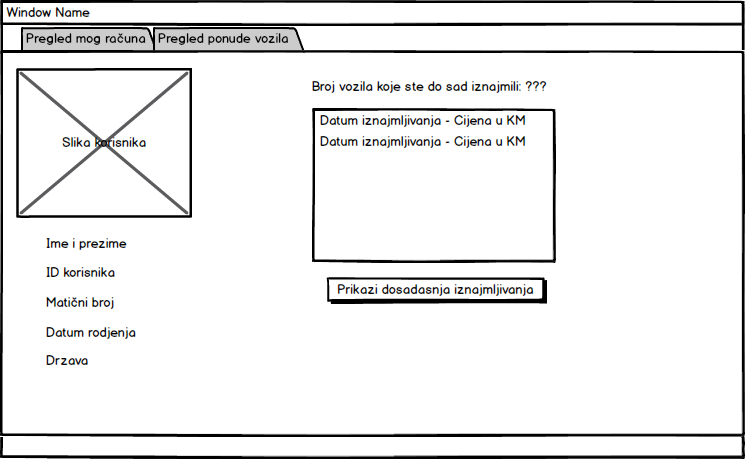 Window Name
Pregled mog računa
Pregled ponude vozila
Slika korisnika
Broj vozila koje ste do sad iznajmili: ???
Datum iznajmljivanja - Cijena u KM
Datum iznajmljivanja - Cijena u KM
Ime i prezime
ID korisnika
Prikazi dosadasnja iznajmljivanja
Matični broj
Datum rodjenja
Drzava